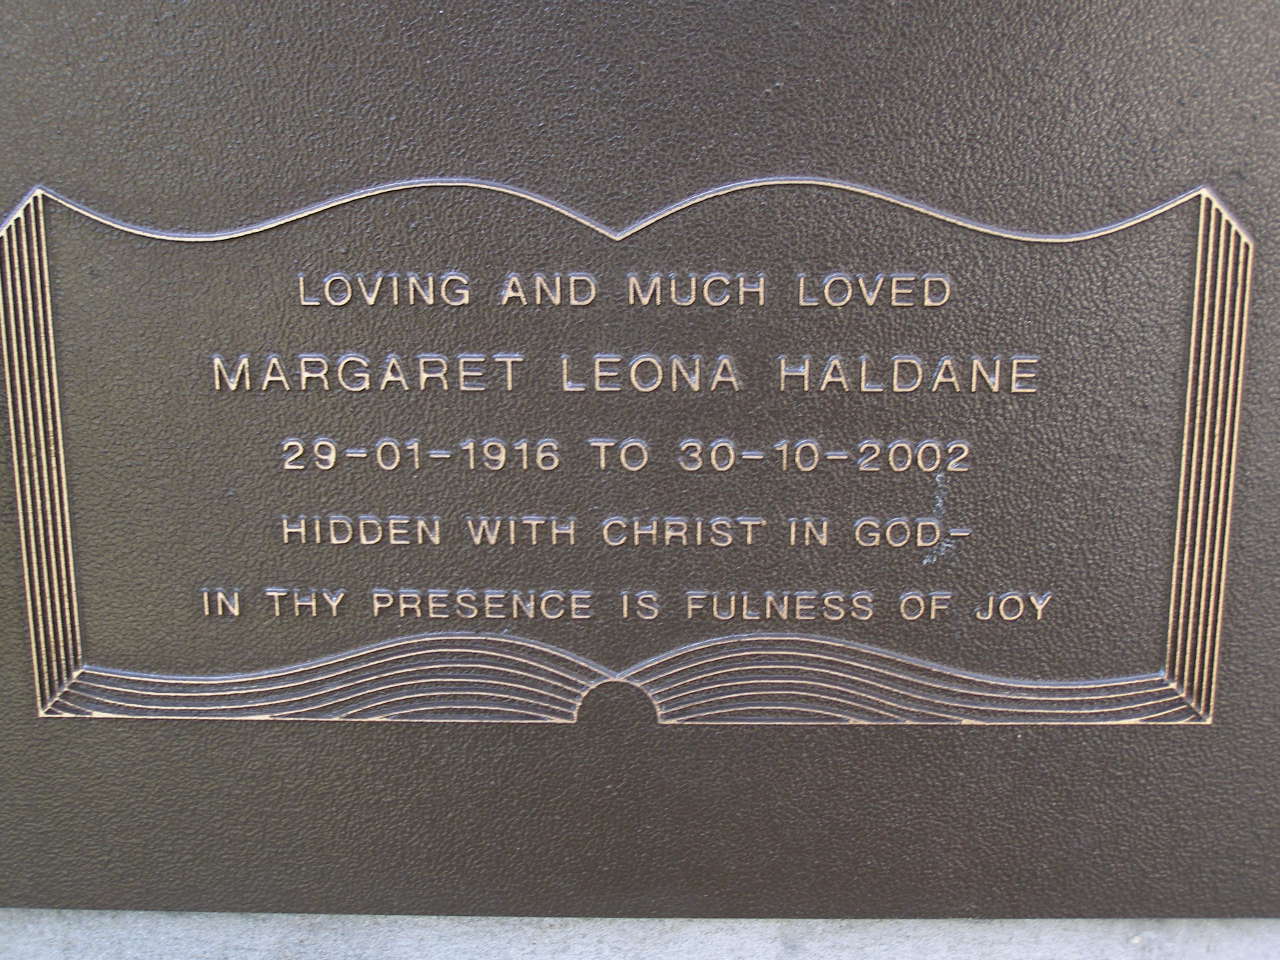 LOVING AND MUCH LOVED
MARGARET LEONA HALDANE
29-01-1916 TO 30-10-2002
HIDDEN WITH CHRIST IN GOD-
IN THY PRESENCE IS FULNESS OF JOY